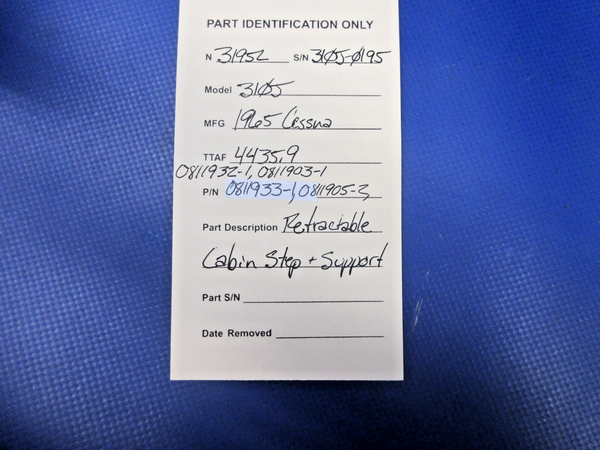 PART IDENTIFICATION ONLY
N 3195L S/N 310J-0195
Model 310J
MFG 1965 Cessna
TTAF 4435.9
0811932-1, 0811903-1
P/N 0811933-1, 0811905-3,
Part Description Retractable
Cabin Step + Support
Part S/N
Date Removed